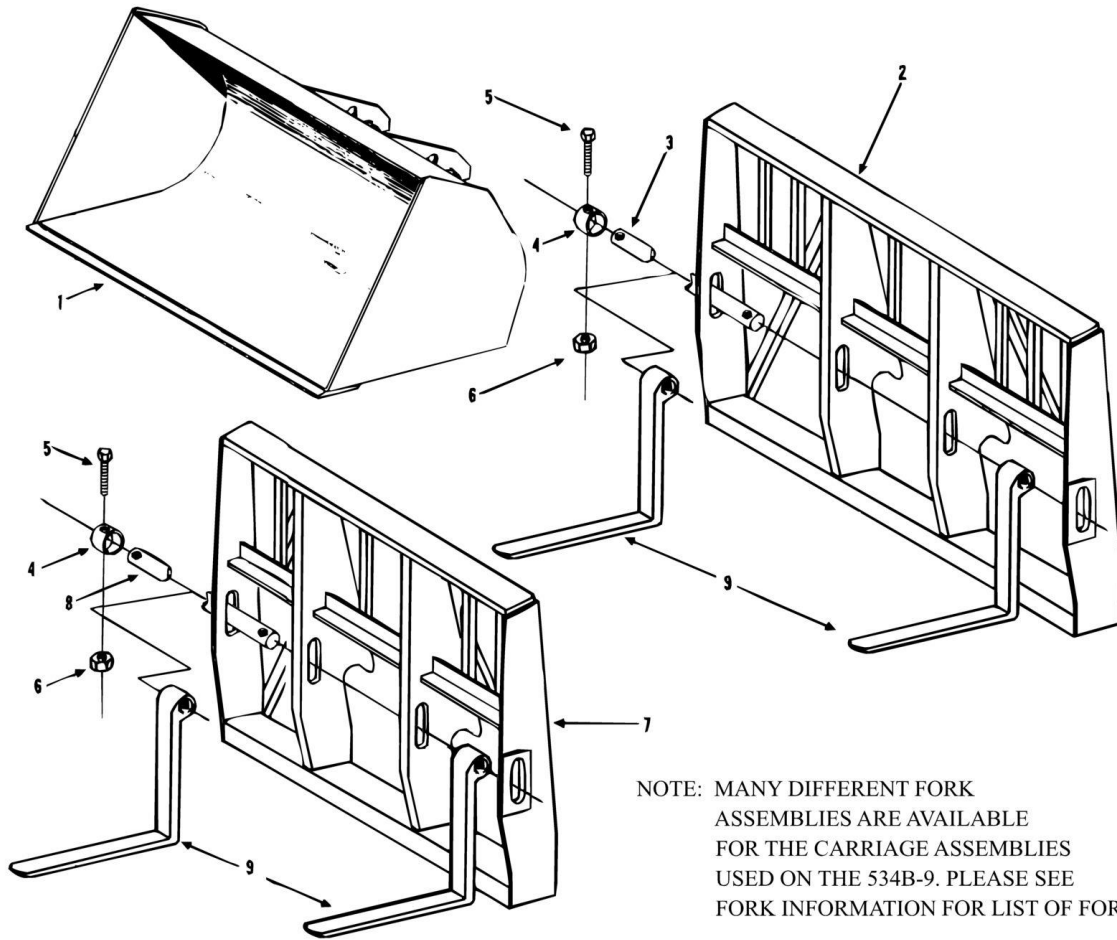 5
2
3
4
1
6
5
4
8
6
9
7
9
NOTE: MANY DIFFERENT FORK
ASSEMBLIES ARE AVAILABLE
FOR THE CARRIAGE ASSEMBLIES
USED ON THE 534B-9. PLEASE SEE
FORK INFORMATION FOR LIST OF FOR